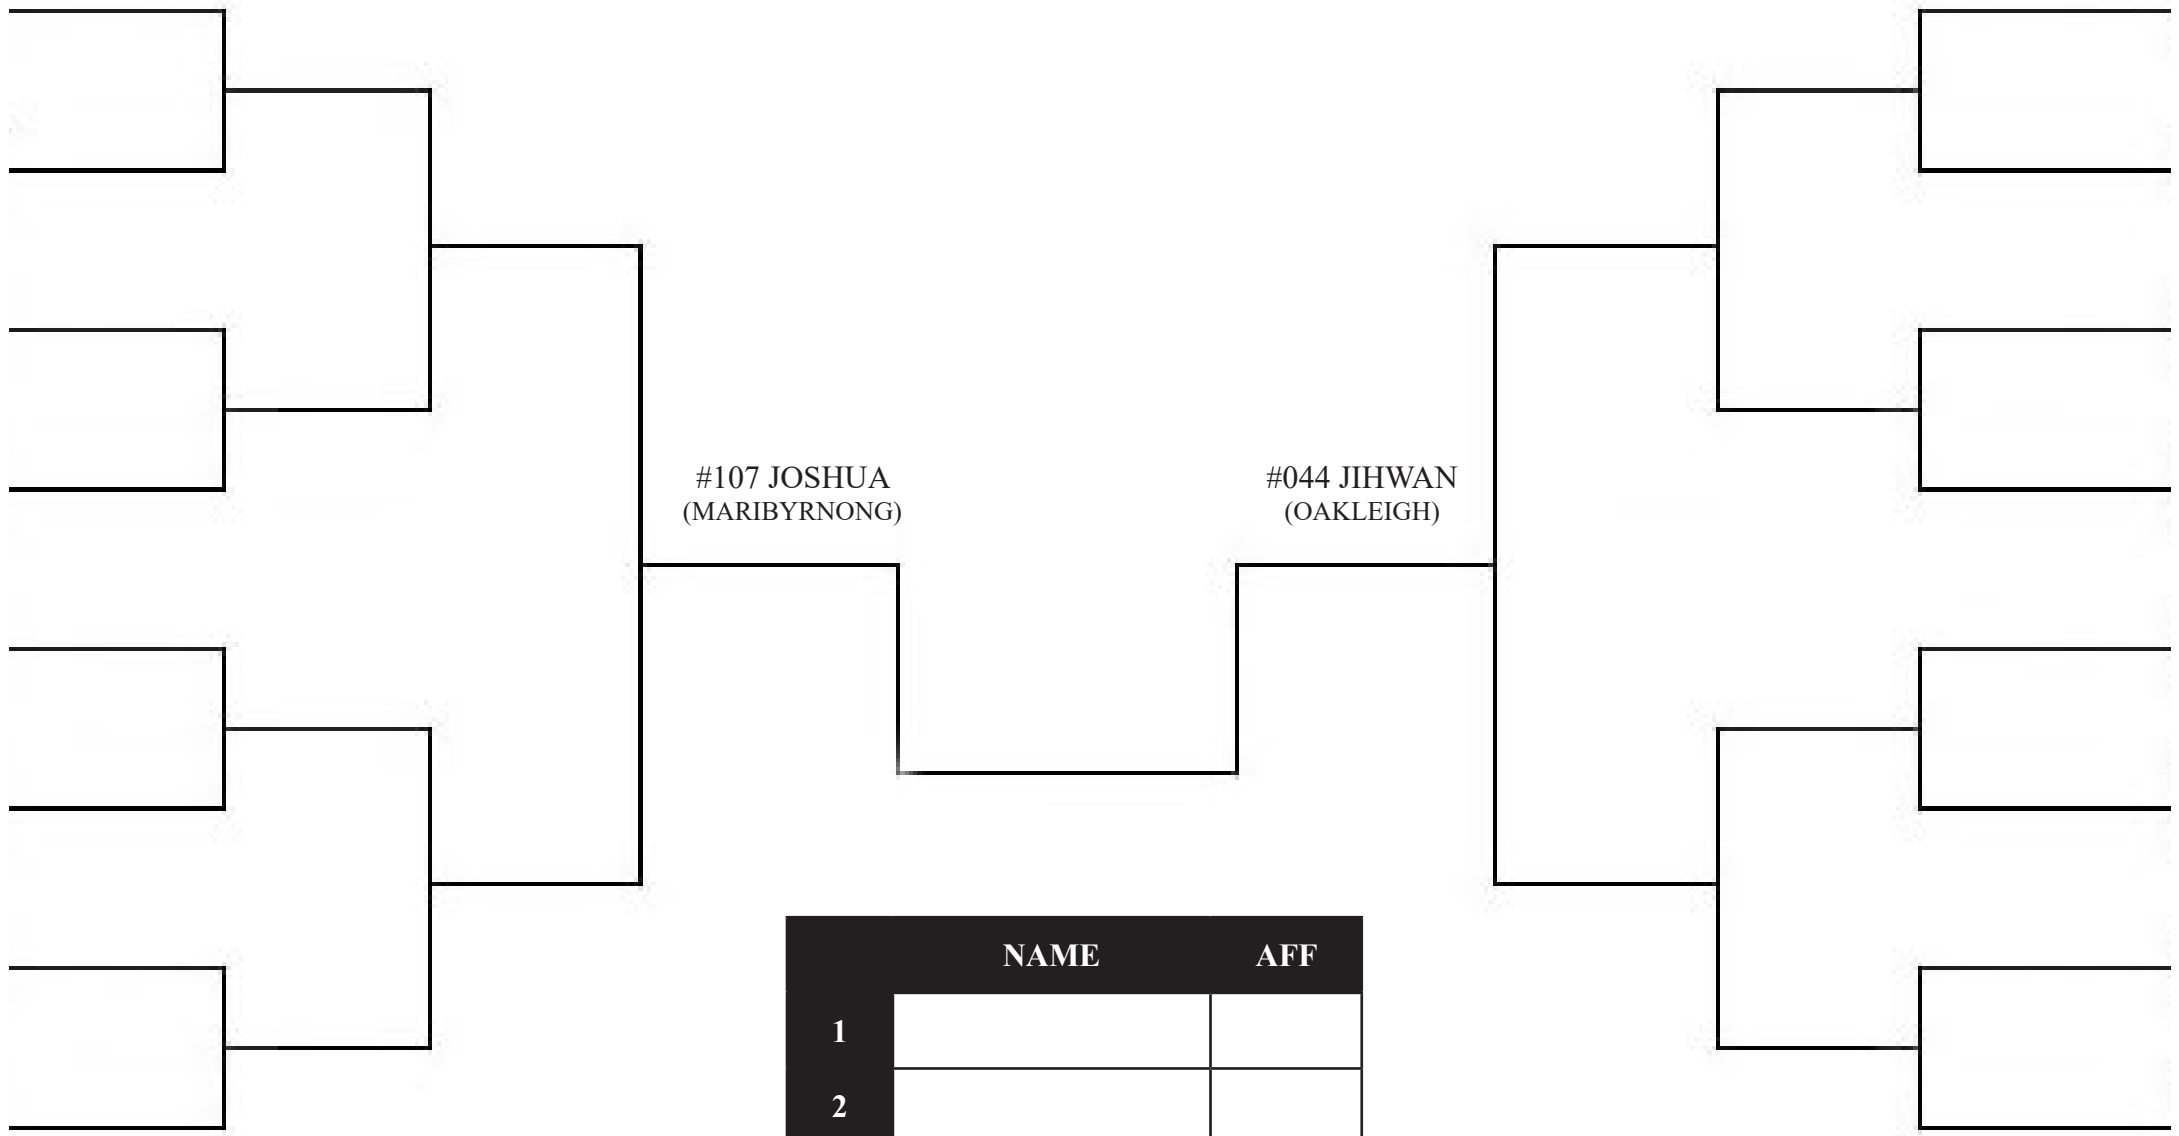 #107 JOSHUA
(MARIBYRNONG)
#044 JIHWAN
(OAKLEIGH)
NAME AFF
1
2